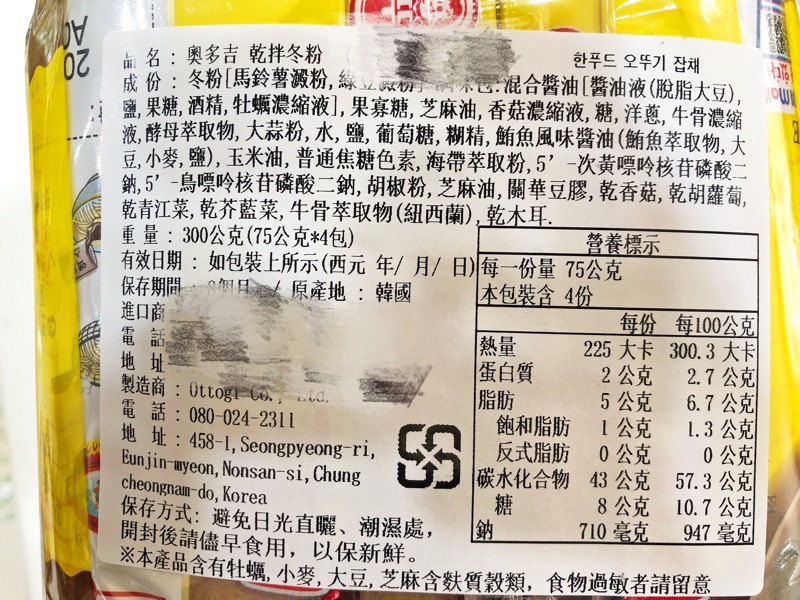 品 名 : 奧多吉 乾拌冬粉
한푸드 오뚜기 잡채
成 份 : 冬粉[馬鈴薯澱粉, 綠豆澱粉] 調味包:混合醬油[醬油液(脫脂大豆),
鹽,果糖,酒精,牡蠣濃縮液],果寡糖,芝麻油,香菇濃縮液,糖,洋蔥,牛骨濃縮
液,酵母萃取物,大蒜粉,水,鹽,葡萄糖,糊精,鮪魚風味醬油(鮪魚萃取物,大
豆,小麥,鹽),玉米油,普通焦糖色素,海帶萃取粉,5’-次黃嘌呤核苷磷酸二
鈉,5’-鳥嘌呤核苷磷酸二鈉,胡椒粉,芝麻油,關華豆膠,乾香菇,乾胡蘿蔔,
乾青江菜,乾芥藍菜,牛骨萃取物(紐西蘭),乾木耳.
重 量 : 300公克(75公克*4包)
有效日期 : 如包裝上所示(西元 年/ 月/ 日)
保存期間 / 原產地 : 韓國
進口商
電 話
地 址
製造商 : Ottogi Co., Ltd.
電 話 : 080-024-2311
地 址 : 458-1,Seongpyeong-ri,
Eunjin-myeon,Nonsan-si,Chung
cheongnam-do,Korea
保存方式: 避免日光直曬、潮濕處,
開封後請儘早食用, 以保新鮮。
※本產品含有牡蠣,小麥,大豆,芝麻含麩質穀類, 食物過敏者請留意
營養標示
每一份量 75公克
本包裝含 4份
每份 每100公克
熱量 225 大卡 300.3 大卡
蛋白質 2 公克 2.7 公克
脂肪 5 公克 6.7 公克
飽和脂肪 1 公克 1.3 公克
反式脂肪 0 公克 0 公克
碳水化合物 43 公克 57.3 公克
糖 8 公克 10.7 公克
鈉 710 毫克 947 毫克